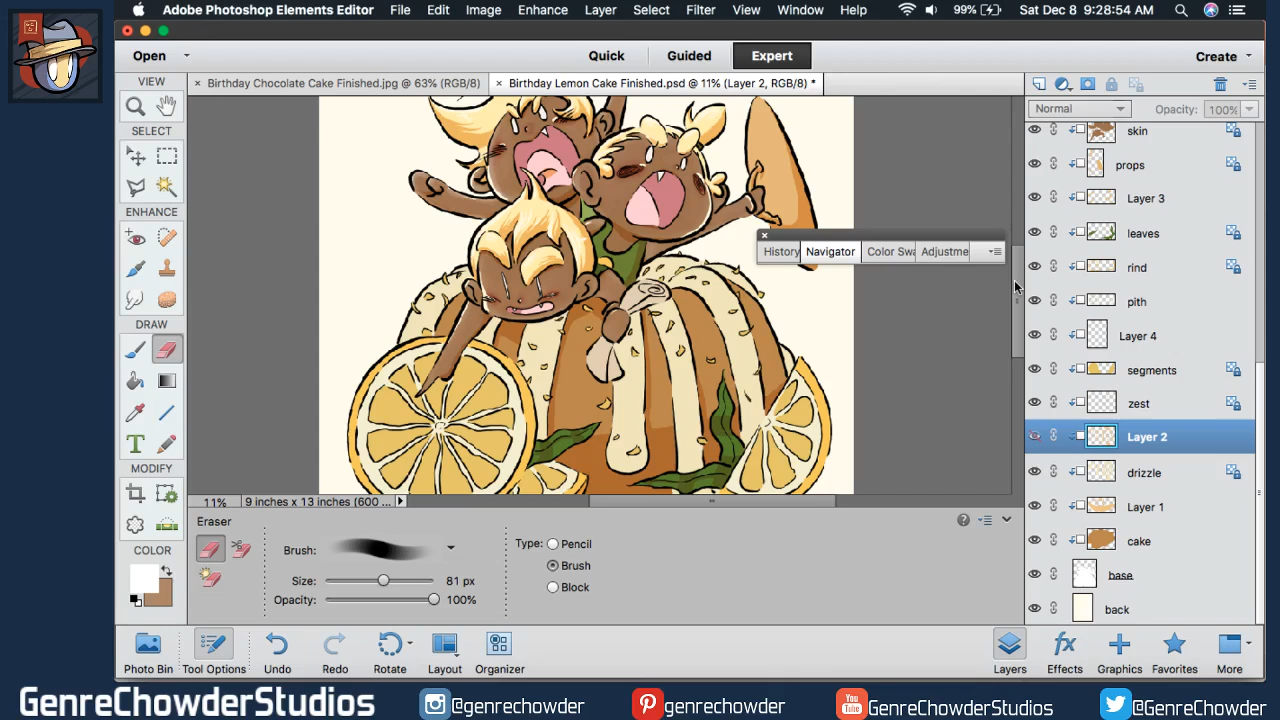 Adobe Photoshop Elements Editor File Edit Image Enhance Layer Select Filter View Window Help 99% Sat Dec 8 9:28:54 AM
Open Quick Guided Expert Create
Birthday Chocolate Cake Finished.jpg @ 63% (RGB/8) Birthday Lemon Cake Finished.psd @ 11% (Layer 2, RGB/8) *
VIEW
SELECT
ENHANCE
DRAW
MODIFY
COLOR
History Navigator Color Swa Adjustme
Normal Opacity: 100%
skin
props
Layer 3
leaves
rind
pith
Layer 4
segments
zest
Layer 2
drizzle
Layer 1
cake
base
back
11% 9 inches x 13 inches (600 ...
Eraser
Brush:
Size: 81 px
Opacity: 100%
Type: Pencil
Brush
Block
Photo Bin Tool Options Undo Redo Rotate Layout Organizer Layers Effects Graphics Favorites More
GenreChowderStudios @genrechowder genrechowder GenreChowderStudios @GenreChowder